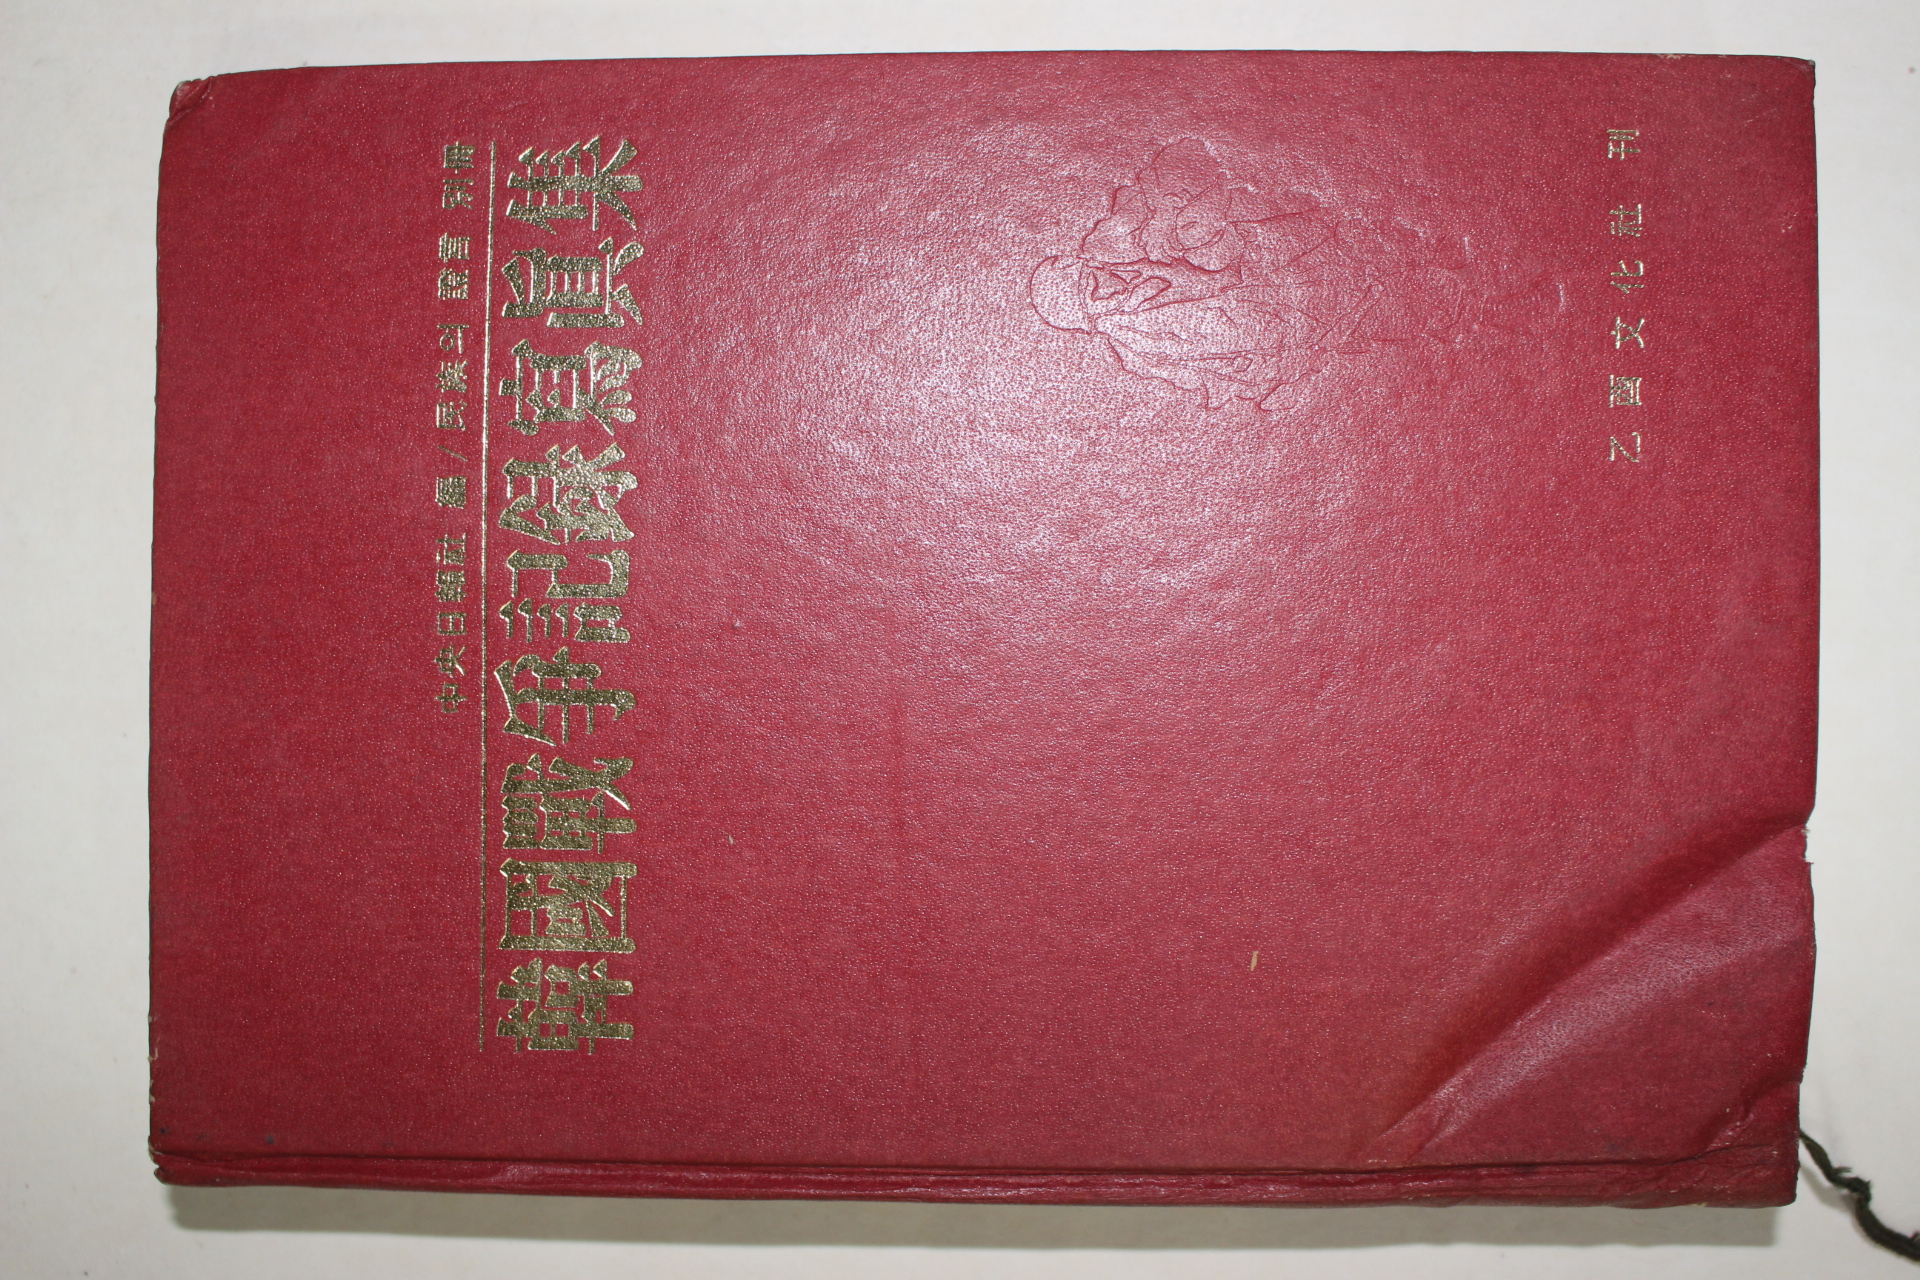 中央日報社 編 / 民族의 證言 別冊
韓國戰爭記錄寫眞集
乙酉文化社 刊